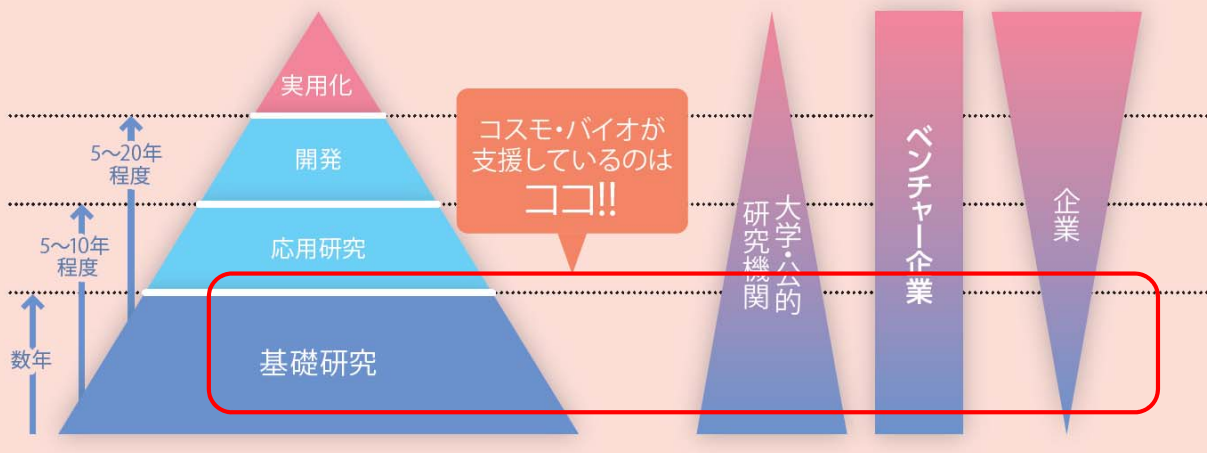 実用化
開発
応用研究
基礎研究
5〜20年
程度
5〜10年
程度
数年
コスモ・バイオが
支援しているのは
ココ!!
大学・公的
研究機関
ベンチャー企業
企業